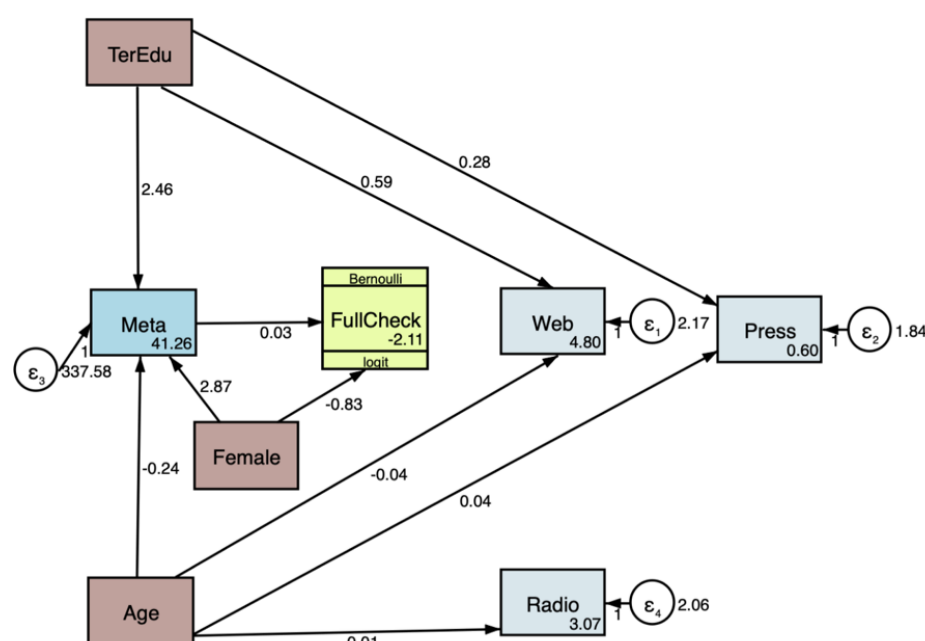 TerEdu
0.28
0.59
2.46
Bernoulli
FullCheck
-2.11
logit
Meta
41.26
0.03
Web
4.80
1
ε1
2.17
Press
0.60
1
ε2
1.84
1
ε3
337.58
2.87
-0.83
Female
-0.24
-0.04
0.04
Age
Radio
3.07
1
ε4
2.06